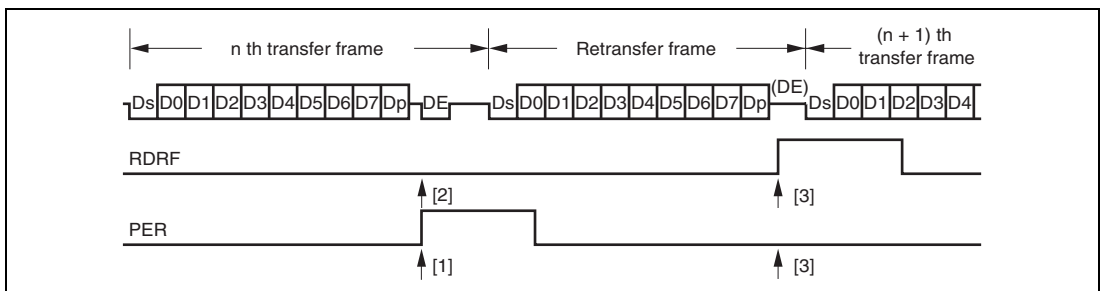 n th transfer frame
Retransfer frame
(n + 1) th
transfer frame
Ds D0 D1 D2 D3 D4 D5 D6 D7 Dp DE Ds D0 D1 D2 D3 D4 D5 D6 D7 Dp (DE) Ds D0 D1 D2 D3 D4
RDRF
[2] [3]
PER
[1] [3]